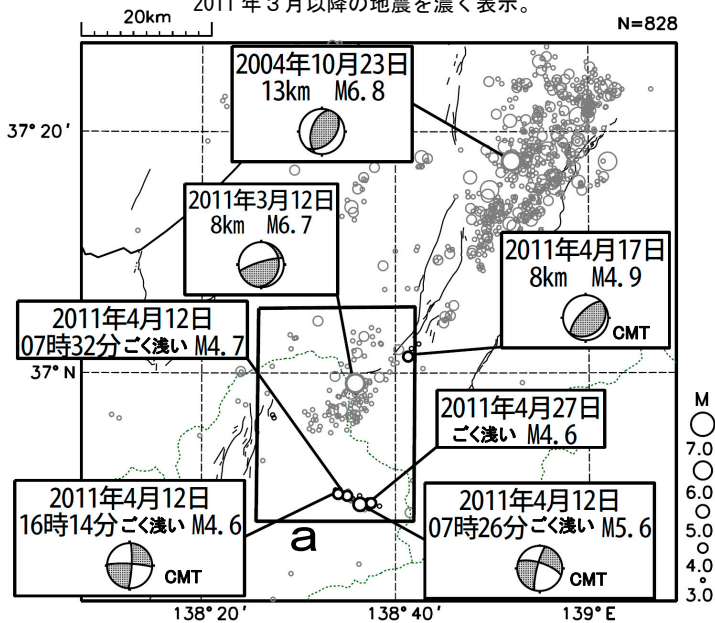 2011年3月以降の地震を濃く表示。
20km
N=828
2004年10月23日
13km M6.8
37°20'
2011年3月12日
8km M6.7
2011年4月17日
8km M4.9
CMT
2011年4月12日
07時32分ごく浅い M4.7
37°N
2011年4月27日
ごく浅い M4.6
M
7.0
6.0
5.0
4.0
3.0
2011年4月12日
16時14分ごく浅い M4.6
CMT
a
2011年4月12日
07時26分ごく浅い M5.6
CMT
138°20'
138°40'
139°E